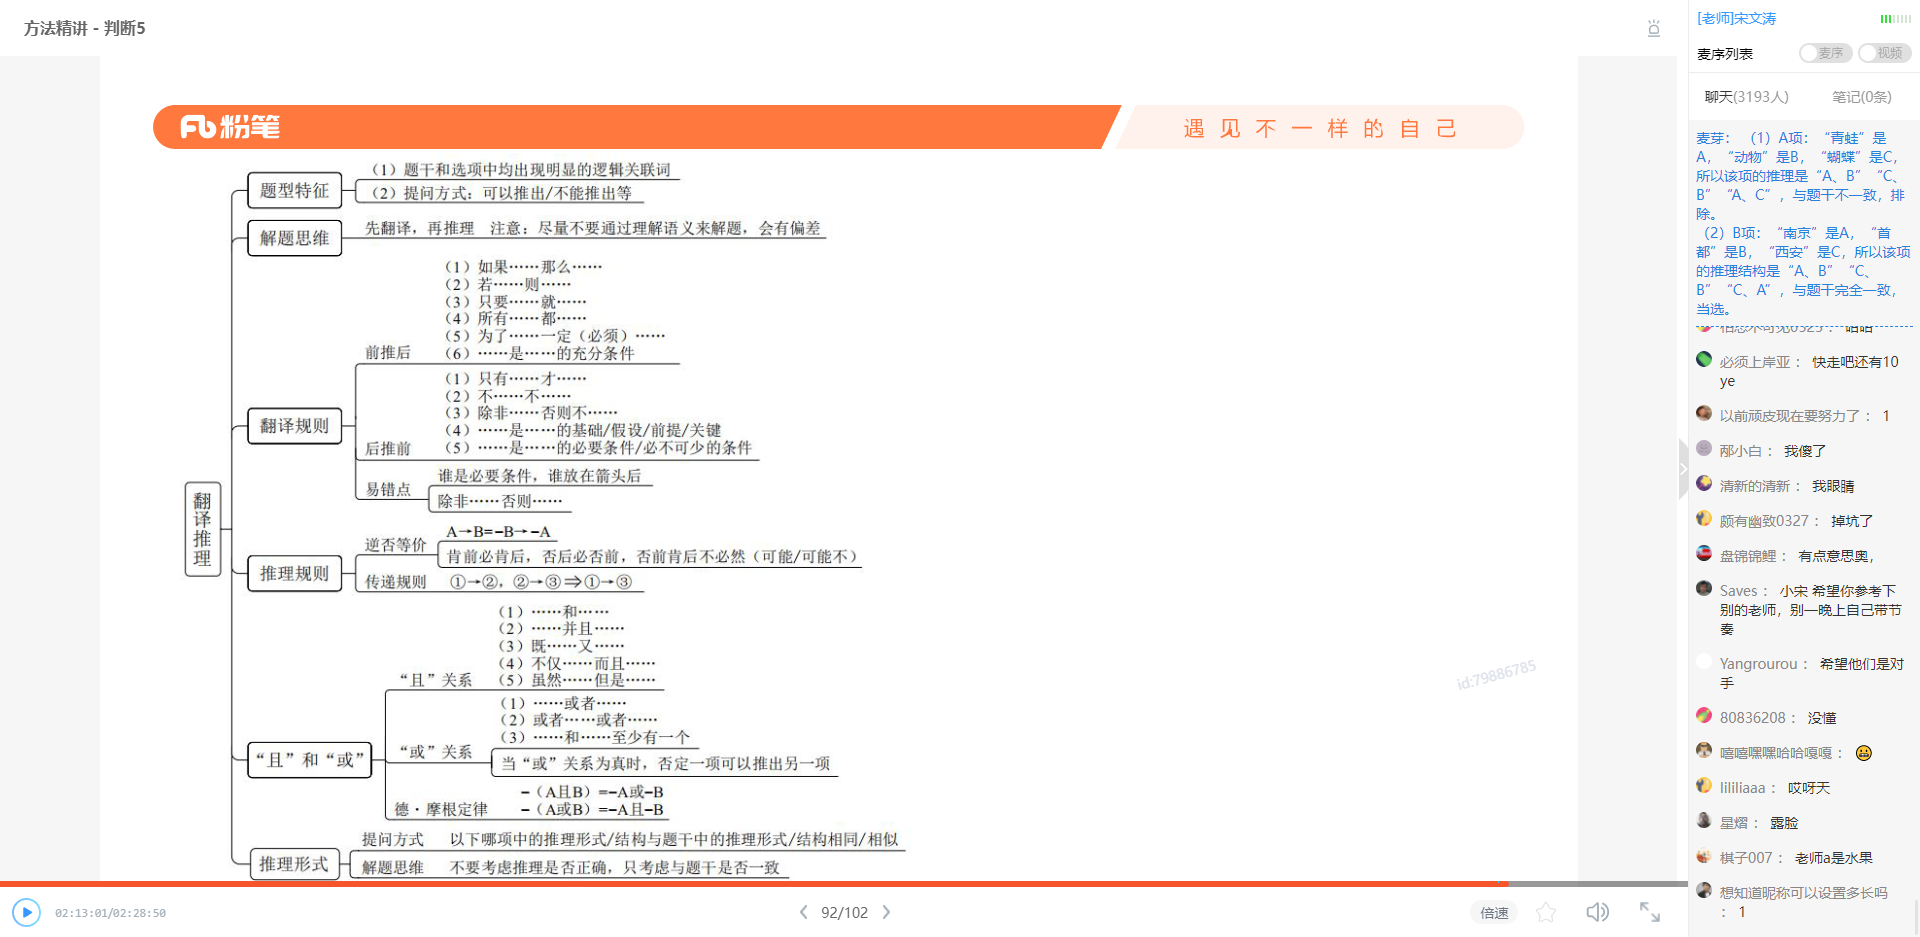 方法精讲 - 判断5
粉笔
遇见不一样的自己
翻译推理
题型特征
（1）题干和选项中均出现明显的逻辑关联词
（2）提问方式：可以推出/不能推出等
解题思维
先翻译，再推理　注意：尽量不要通过理解语义来解题，会有偏差
翻译规则
前推后
（1）如果……那么……
（2）若……则……
（3）只要……就……
（4）所有……都……
（5）为了……一定（必须）……
（6）……是……的充分条件
后推前
（1）只有……才……
（2）不……不……
（3）除非……否则不……
（4）……是……的基础/假设/前提/关键
（5）……是……的必要条件/必不可少的条件
易错点
谁是必要条件，谁放在箭头后
除非……否则……
推理规则
逆否等价
A→B=−B→−A
肯前必肯后，否后必否前，否前肯后不必然（可能/可能不）
传递规则
①→②，②→③⇒①→③
“且”和“或”
“且”关系
（1）……和……
（2）……并且……
（3）既……又……
（4）不仅……而且……
（5）虽然……但是……
“或”关系
（1）……或者……
（2）或者……或者……
（3）……和……至少有一个
当“或”关系为真时，否定一项可以推出另一项
德·摩根定律
−（A且B）=−A或−B
−（A或B）=−A且−B
推理形式
提问方式　以下哪项中的推理形式/结构与题干中的推理形式/结构相同/相似
解题思维　不要考虑推理是否正确，只考虑与题干是否一致
id:79886785
02:13:01/02:28:50
92/102
倍速
[老师]宋文涛
麦序列表
麦序
视频
聊天(3193人)
笔记(0条)
麦芽：（1）A项：“青蛙”是
A，“动物”是B，“蝴蝶”是C，
所以该项的推理是“A、B”“C、
B”“A、C”，与题干不一致，排
除。
（2）B项：“南京”是A，“首
都”是B，“西安”是C，所以该项
的推理结构是“A、B”“C、
B”“C、A”，与题干完全一致，
当选。
必须上岸亚： 快走吧还有10
ye
以前顽皮现在要努力了： 1
邴小白： 我傻了
清新的清新： 我眼睛
颇有幽致0327： 掉坑了
盘锦锦鲤： 有点意思奥，
Saves： 小宋 希望你参考下
别的老师，别一晚上自己带节
奏
Yangrourou： 希望他们是对
手
80836208： 没懂
嘻嘻嘿嘿哈哈嘎嘎： 😀
lililiaaa： 哎呀天
星熠： 露脸
棋子007： 老师a是水果
想知道昵称可以设置多长吗
： 1